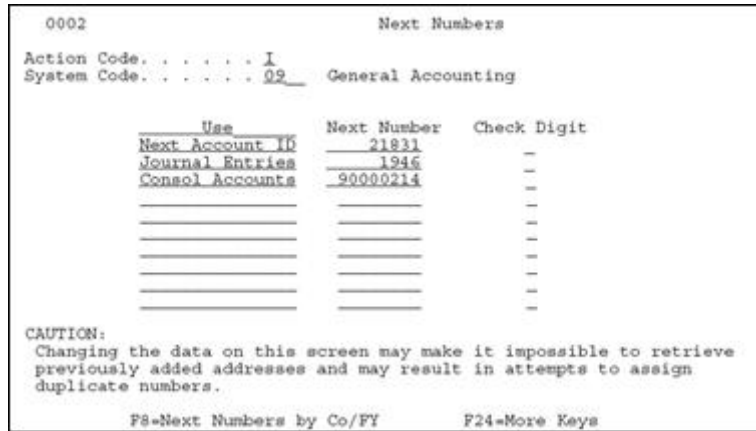 0002 Next Numbers
Action Code. . . . . . I
System Code. . . . . . 09 General Accounting
Use Next Number Check Digit
Next Account ID 21831
Journal Entries 1946
Consol Accounts 90000214
CAUTION:
Changing the data on this screen may make it impossible to retrieve
previously added addresses and may result in attempts to assign
duplicate numbers.
F8=Next Numbers by Co/FY F24=More Keys